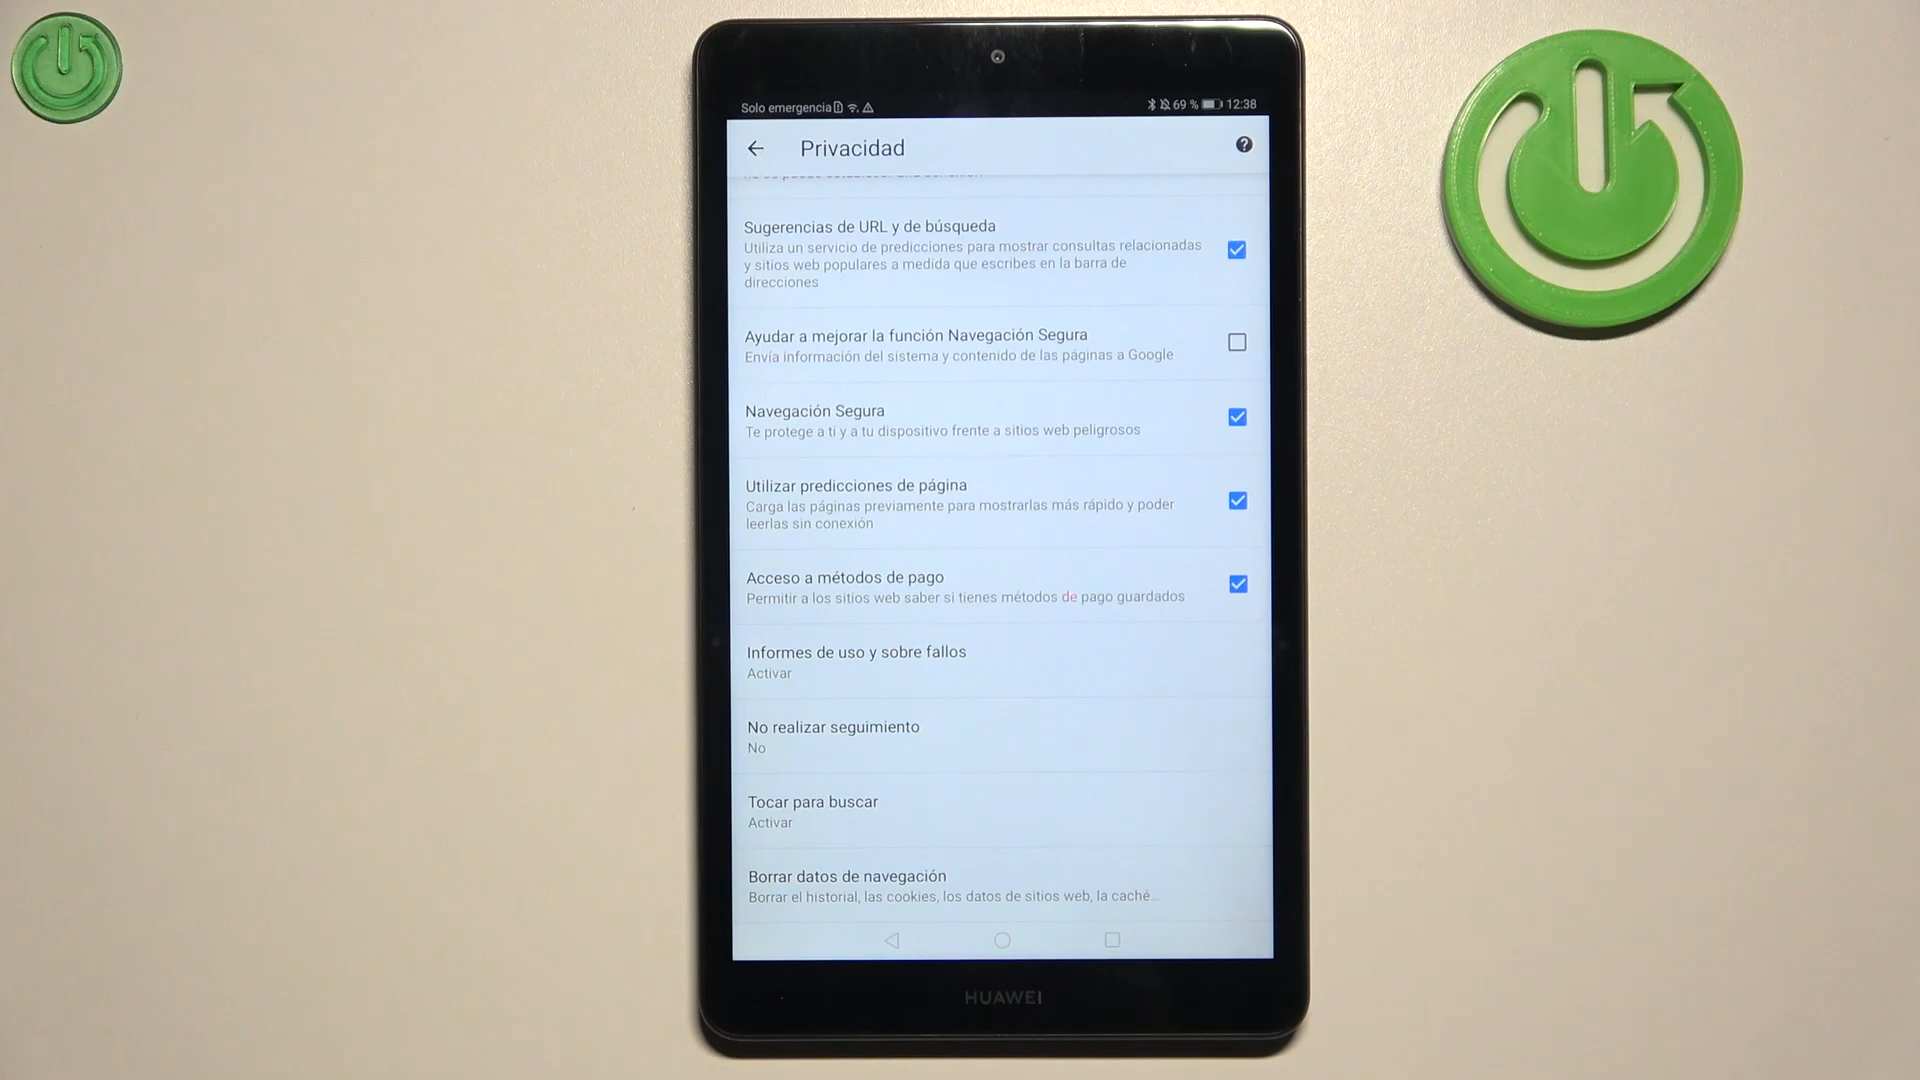 Solo emergencia
69 % 12:38
Privacidad
Sugerencias de URL y de búsqueda
Utiliza un servicio de predicciones para mostrar consultas relacionadas
y sitios web populares a medida que escribes en la barra de
direcciones
Ayudar a mejorar la función Navegación Segura
Envía información del sistema y contenido de las páginas a Google
Navegación Segura
Te protege a ti y a tu dispositivo frente a sitios web peligrosos
Utilizar predicciones de página
Carga las páginas previamente para mostrarlas más rápido y poder
leerlas sin conexión
Acceso a métodos de pago
Permitir a los sitios web saber si tienes métodos de pago guardados
Informes de uso y sobre fallos
Activar
No realizar seguimiento
No
Tocar para buscar
Activar
Borrar datos de navegación
Borrar el historial, las cookies, los datos de sitios web, la caché...
HUAWEI